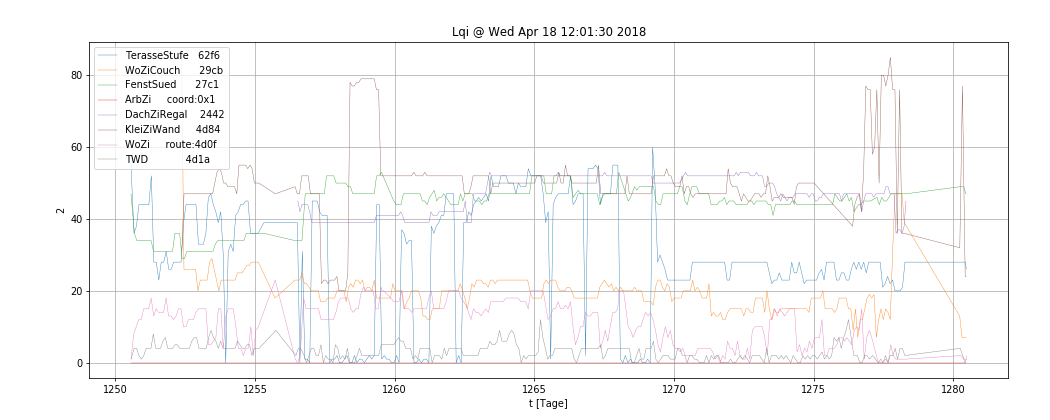 Lqi @ Wed Apr 18 12:01:30 2018
TerasseStufe 62f6
WoZiCouch 29cb
FenstSued 27c1
ArbZi coord:0x1
DachZiRegal 2442
KleiZiWand 4d84
WoZi route:4d0f
TWD 4d1a
80
60
40
20
0
2
1250 1255 1260 1265 1270 1275 1280
t [Tage]